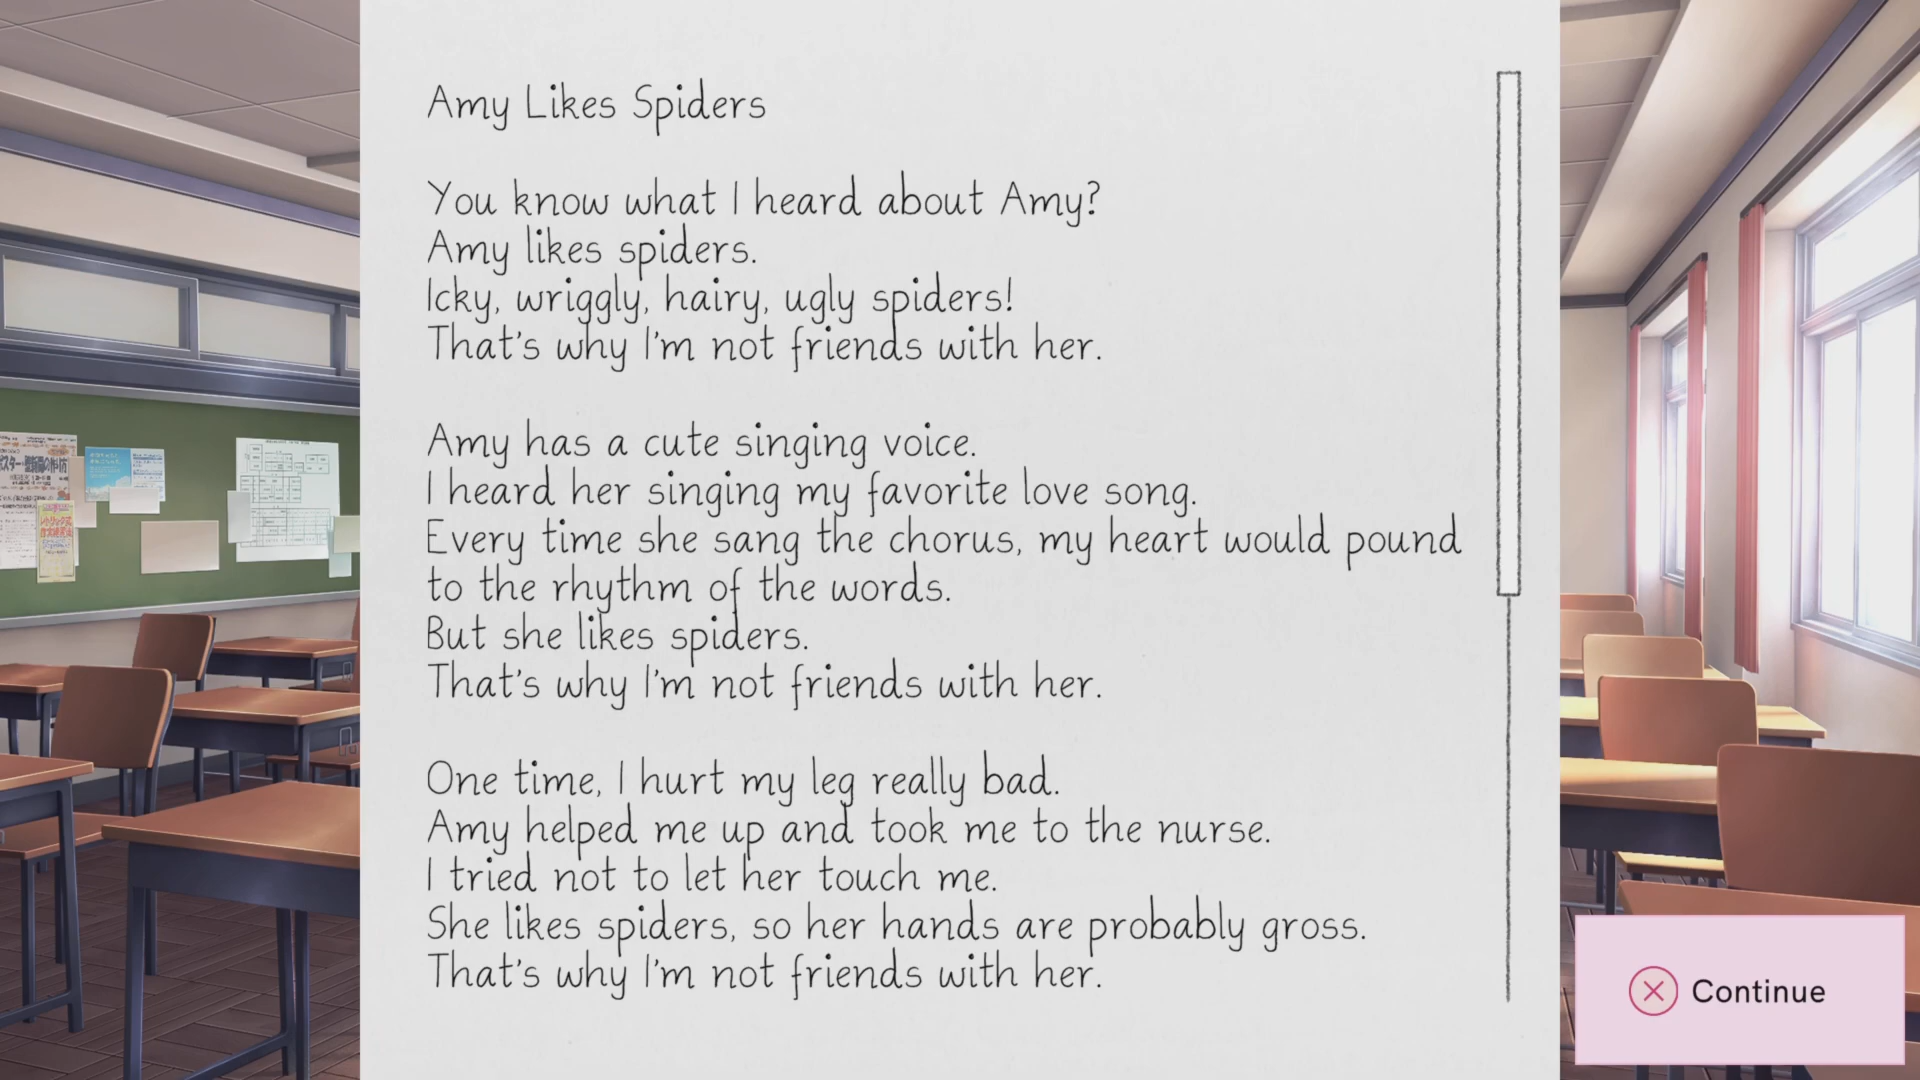 Amy Likes Spiders
You know what I heard about Amy?
Amy likes spiders.
Icky, wriggly, hairy, ugly spiders!
That's why I'm not friends with her.
Amy has a cute singing voice.
I heard her singing my favorite love song.
Every time she sang the chorus, my heart would pound
to the rhythm of the words.
But she likes spiders.
That's why I'm not friends with her.
One time, I hurt my leg really bad.
Amy helped me up and took me to the nurse.
I tried not to let her touch me.
She likes spiders, so her hands are probably gross.
That's why I'm not friends with her.
Continue